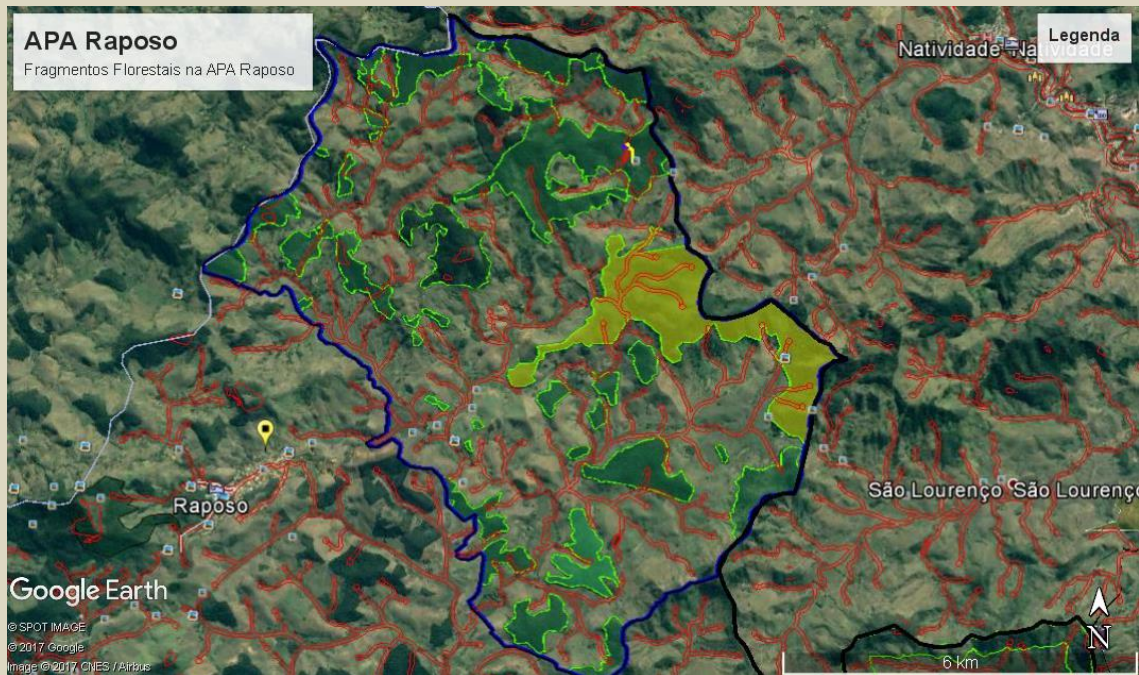 APA Raposo
Fragmentos Florestais na APA Raposo
Legenda
Natividade Natividade
Raposo
São Lourenço São Lourenço
Google Earth
© SPOT IMAGE
© 2017 Google
Image © 2017 CNES / Airbus
N
6 km